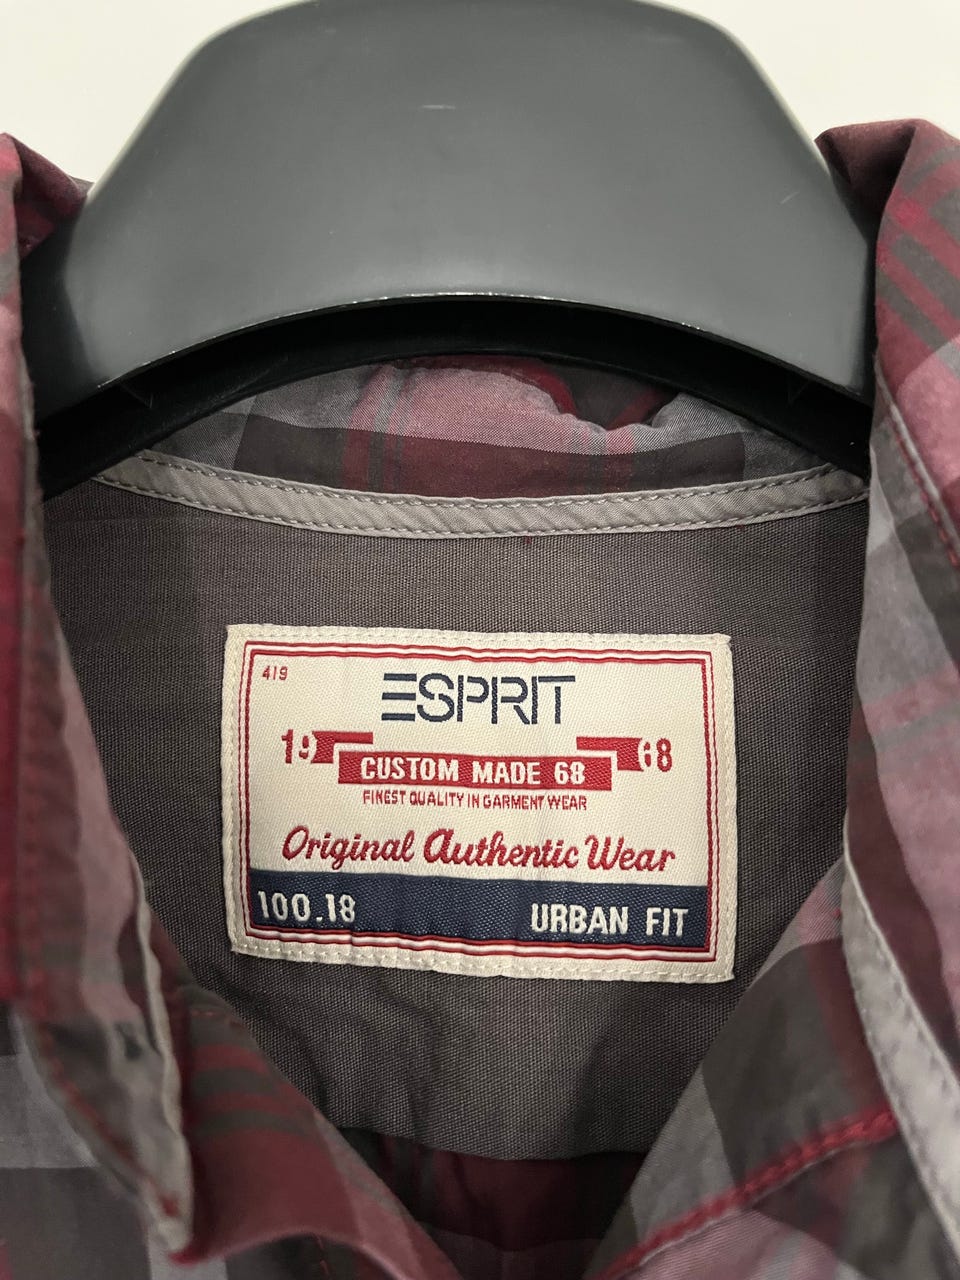 419
ESPRIT
19 68
CUSTOM MADE 68
FINEST QUALITY IN GARMENT WEAR
Original Authentic Wear
100.18 URBAN FIT